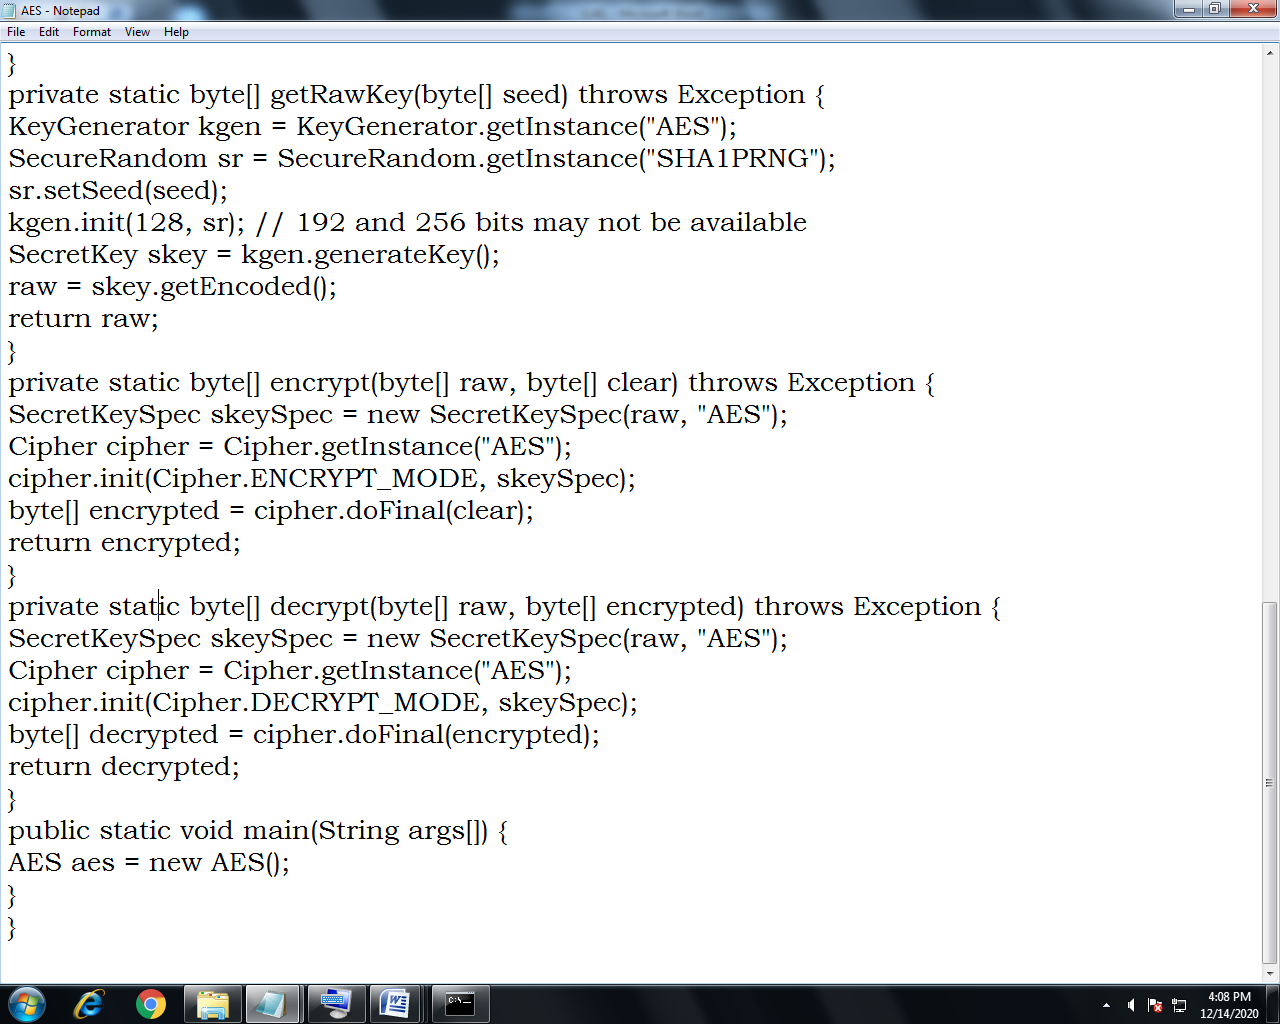 AES - Notepad
File Edit Format View Help
}
private static byte[] getRawKey(byte[] seed) throws Exception {
KeyGenerator kgen = KeyGenerator.getInstance("AES");
SecureRandom sr = SecureRandom.getInstance("SHA1PRNG");
sr.setSeed(seed);
kgen.init(128, sr); // 192 and 256 bits may not be available
SecretKey skey = kgen.generateKey();
raw = skey.getEncoded();
return raw;
}
private static byte[] encrypt(byte[] raw, byte[] clear) throws Exception {
SecretKeySpec skeySpec = new SecretKeySpec(raw, "AES");
Cipher cipher = Cipher.getInstance("AES");
cipher.init(Cipher.ENCRYPT_MODE, skeySpec);
byte[] encrypted = cipher.doFinal(clear);
return encrypted;
}
private static byte[] decrypt(byte[] raw, byte[] encrypted) throws Exception {
SecretKeySpec skeySpec = new SecretKeySpec(raw, "AES");
Cipher cipher = Cipher.getInstance("AES");
cipher.init(Cipher.DECRYPT_MODE, skeySpec);
byte[] decrypted = cipher.doFinal(encrypted);
return decrypted;
}
public static void main(String args[]) {
AES aes = new AES();
}
}
4:08 PM
12/14/2020